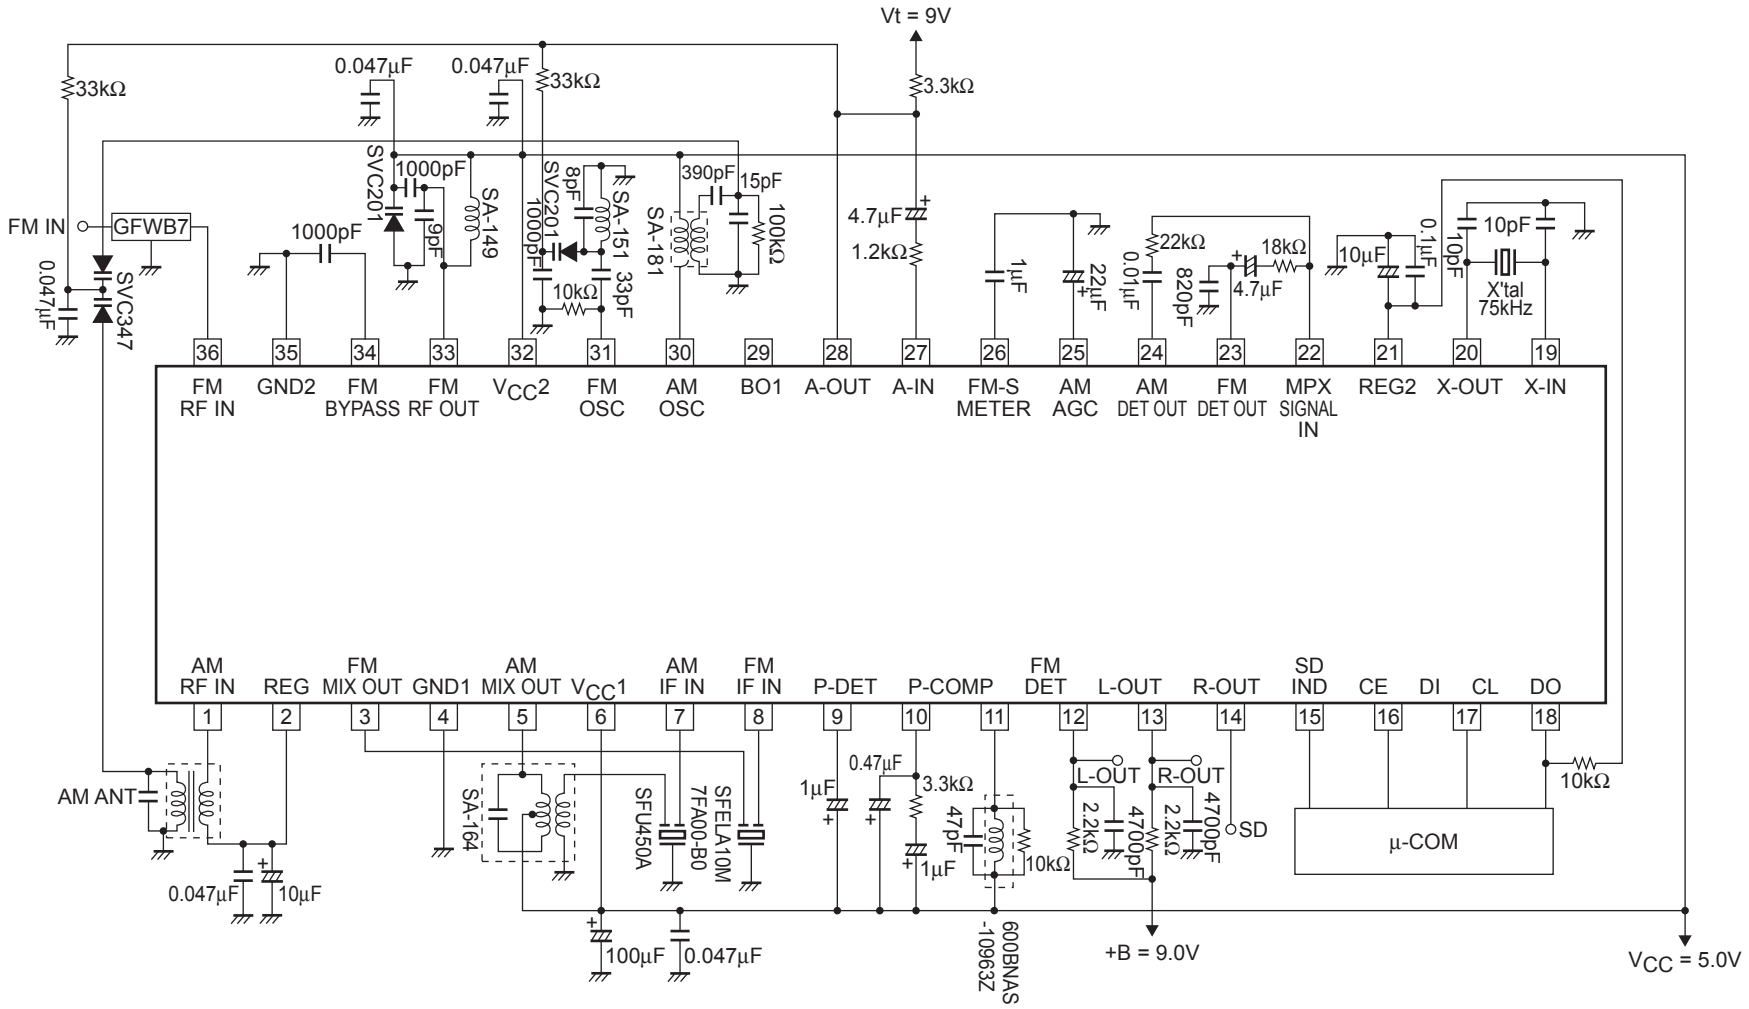 Vt = 9V
0.047μF
0.047μF
33kΩ
33kΩ
3.3kΩ
SVC201
1000pF
9pF
SA-149
SVC201
8pF
1000pF
SA-151
390pF
15pF
SA-181
100kΩ
4.7μF
1.2kΩ
FM IN
GFWB7
1000pF
0.047μF
SVC347
10kΩ
33pF
1μF
22μF
22kΩ
0.01μF
820pF
18kΩ
4.7μF
10μF
0.1μF
10pF
10pF
X'tal
75kHz
36 35 34 33 32 31 30 29 28 27 26 25 24 23 22 21 20 19
FM
RF IN
GND2
FM
BYPASS
FM
RF OUT
VCC2
FM
OSC
AM
OSC
BO1
A-OUT
A-IN
FM-S
METER
AM
AGC
AM
DET OUT
FM
DET OUT
MPX
SIGNAL
IN
REG2
X-OUT
X-IN
AM
RF IN
REG
FM
MIX OUT
GND1
AM
MIX OUT
VCC1
AM
IF IN
FM
IF IN
P-DET
P-COMP
FM
DET
L-OUT
R-OUT
SD
IND
CE
DI
CL
DO
1 2 3 4 5 6 7 8 9 10 11 12 13 14 15 16 17 18
AM ANT
0.047μF
10μF
SA-164
SFU450A
7FA00-B0
SFELA10M
1μF
0.47μF
3.3kΩ
1μF
47pF
10kΩ
L-OUT
R-OUT
2.2kΩ
4700pF
2.2kΩ
4700pF
SD
10kΩ
μ-COM
100μF
0.047μF
600BNAS
-10963Z
+B = 9.0V
VCC = 5.0V